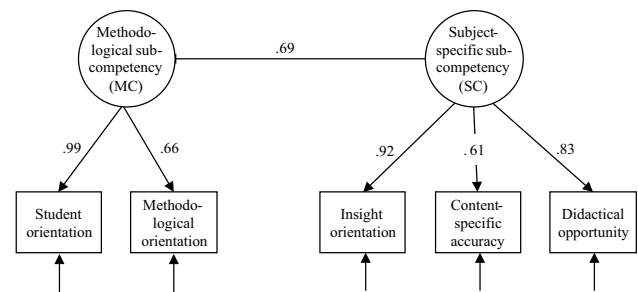 Methodo-
logical sub-
competency
(MC)
.69
Subject-
specific sub-
competency
(SC)
.99
.66
.92
.61
.83
Student
orientation
Methodo-
logical
orientation
Insight
orientation
Content-
specific
accuracy
Didactical
opportunity